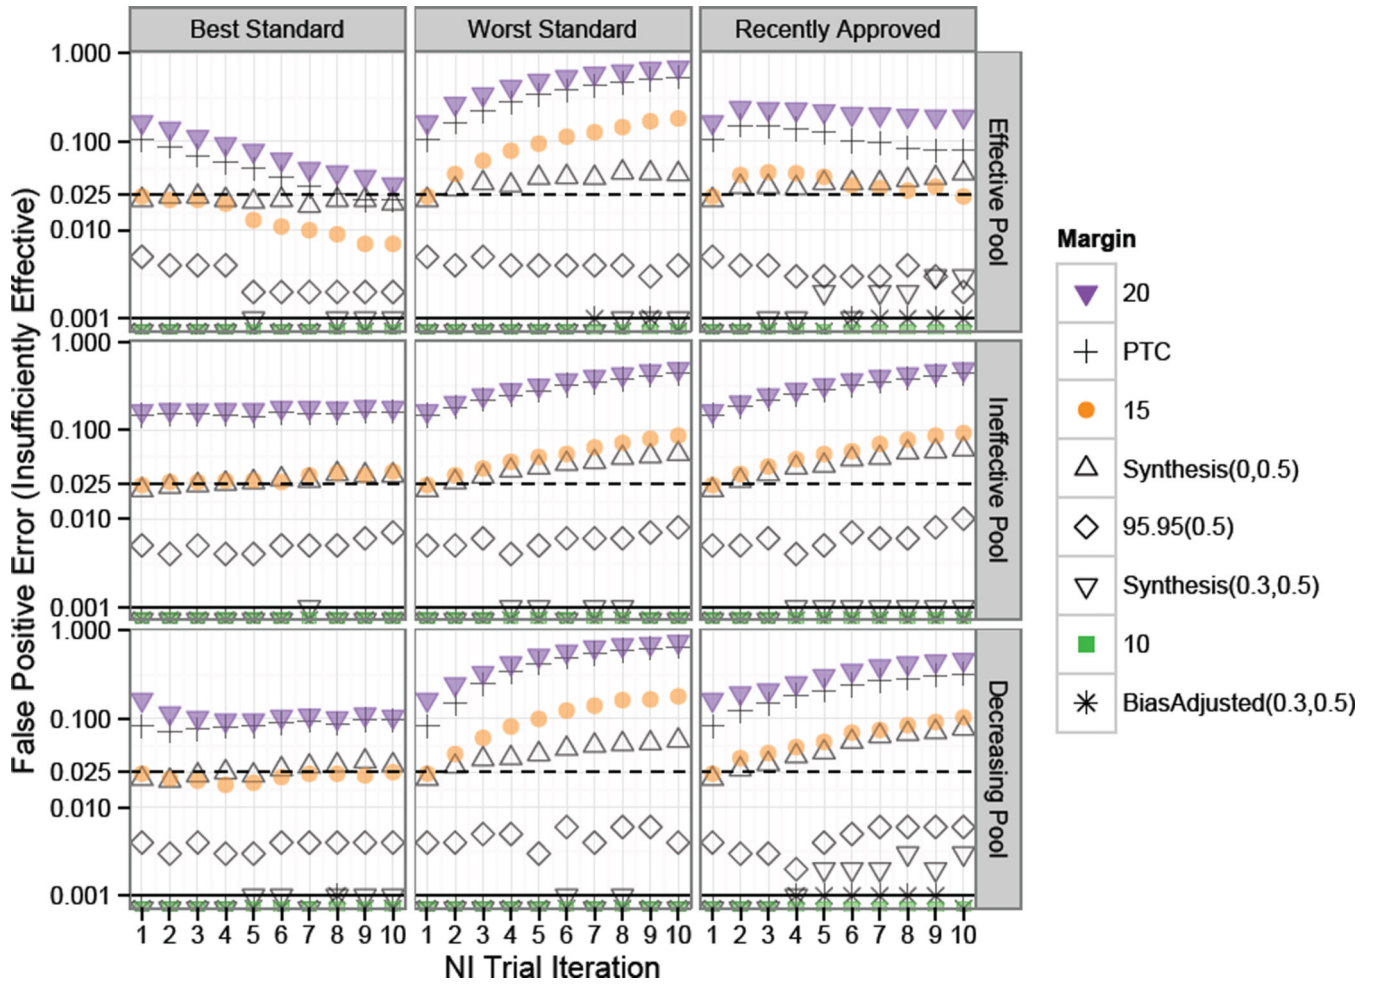 Best Standard
Worst Standard
Recently Approved
False Positive Error (Insufficiently Effective)
1.000
0.100
0.025
0.010
0.001
Effective Pool
1.000
0.100
0.025
0.010
0.001
Ineffective Pool
1.000
0.100
0.025
0.010
0.001
Decreasing Pool
1 2 3 4 5 6 7 8 9 10
1 2 3 4 5 6 7 8 9 10
1 2 3 4 5 6 7 8 9 10
NI Trial Iteration
Margin
20
PTC
15
Synthesis(0,0.5)
95.95(0.5)
Synthesis(0.3,0.5)
10
BiasAdjusted(0.3,0.5)